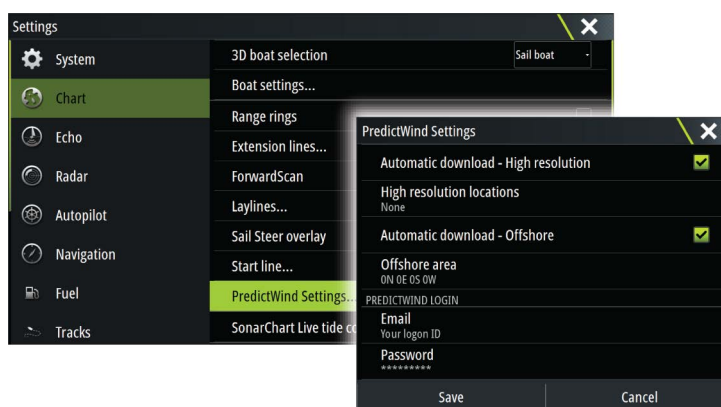 Settings
System
Chart
Echo
Radar
Autopilot
Navigation
Fuel
Tracks
3D boat selection
Sail boat
Boat settings...
Range rings
Extension lines...
ForwardScan
Laylines...
Sail Steer overlay
Start line...
PredictWind Settings...
SonarChart Live tide
PredictWind Settings
Automatic download - High resolution
High resolution locations
None
Automatic download - Offshore
Offshore area
0N 0E 0S 0W
PREDICTWIND LOGIN
Email
Your logon ID
Password
*********
Save
Cancel